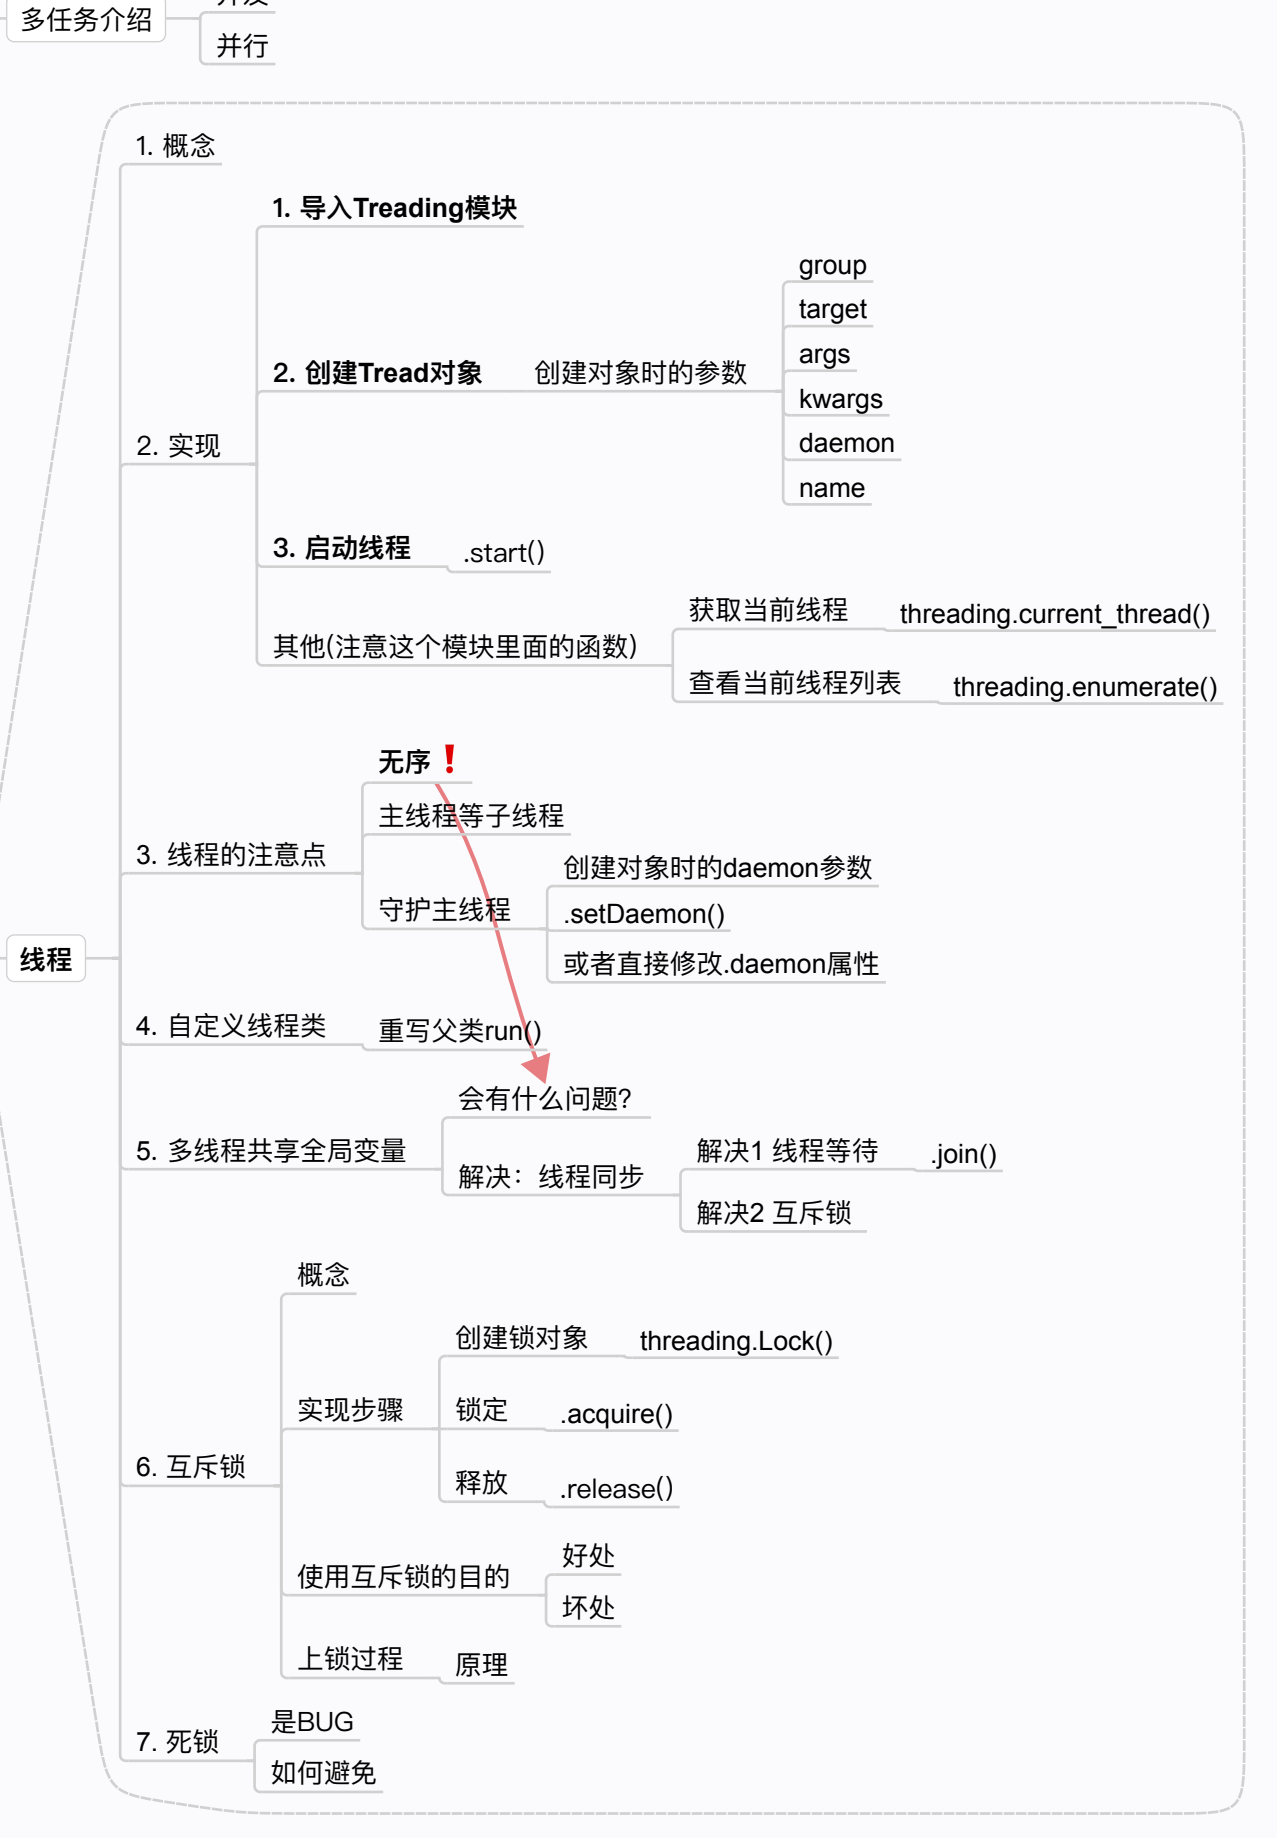 多任务介绍
并行
1. 概念
1. 导入Treading模块
group
target
args
2. 创建Tread对象
创建对象时的参数
kwargs
daemon
name
2. 实现
3. 启动线程
.start()
其他(注意这个模块里面的函数)
获取当前线程
threading.current_thread()
查看当前线程列表
threading.enumerate()
无序❗
主线程等子线程
3. 线程的注意点
守护主线程
创建对象时的daemon参数
.setDaemon()
或者直接修改.daemon属性
线程
4. 自定义线程类
重写父类run()
会有什么问题?
5. 多线程共享全局变量
解决：线程同步
解决1 线程等待
.join()
解决2 互斥锁
概念
实现步骤
创建锁对象
threading.Lock()
锁定
.acquire()
释放
.release()
6. 互斥锁
使用互斥锁的目的
好处
坏处
上锁过程
原理
7. 死锁
是BUG
如何避免